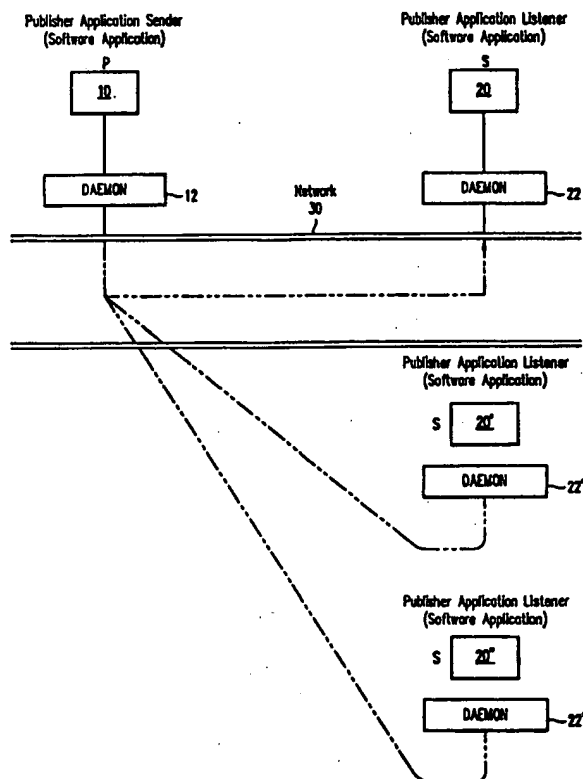 Publisher Application Sender
(Software Application)
P
10
DAEMON
12
Publisher Application Listener
(Software Application)
S
20
DAEMON
22
Network
30
Publisher Application Listener
(Software Application)
S
20'
DAEMON
22'
Publisher Application Listener
(Software Application)
S
20"
DAEMON
22'